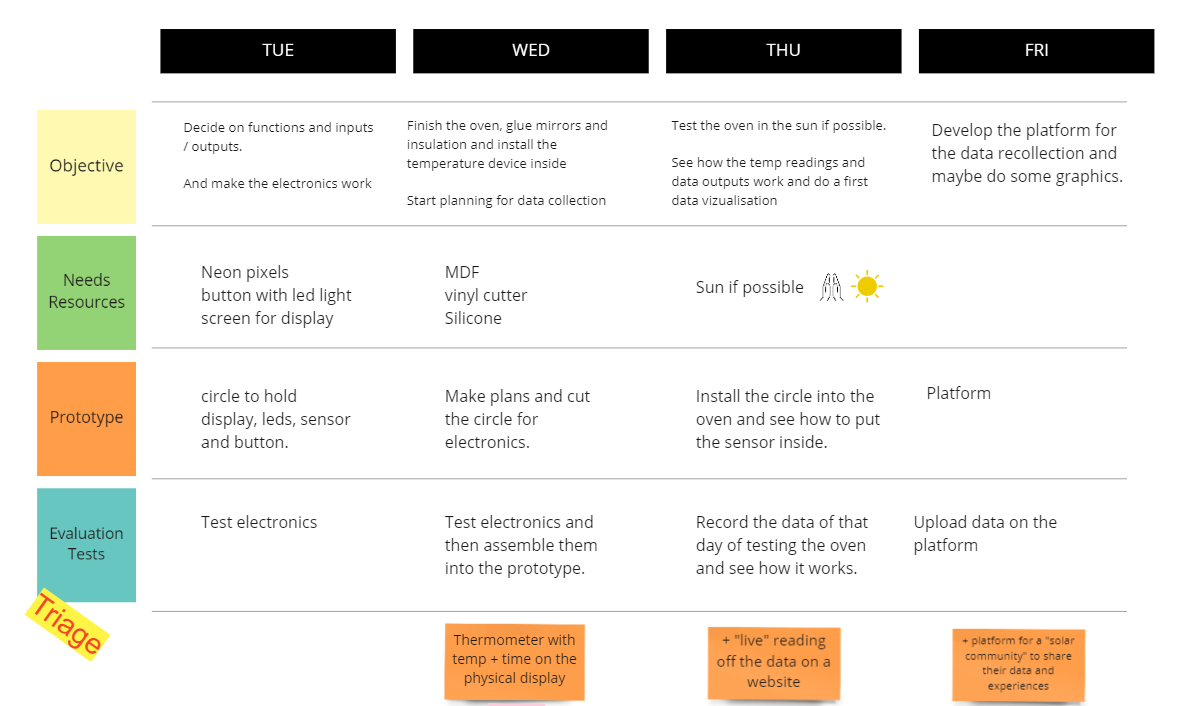 TUE
WED
THU
FRI
Objective
Decide on functions and inputs
/ outputs.
And make the electronics work
Finish the oven, glue mirrors and
insulation and install the
temperature device inside
Start planning for data collection
Test the oven in the sun if possible.
See how the temp readings and
data outputs work and do a first
data vizualisation
Develop the platform for
the data recollection and
maybe do some graphics.
Needs
Resources
Neon pixels
button with led light
screen for display
MDF
vinyl cutter
Silicone
Sun if possible
Prototype
circle to hold
display, leds, sensor
and button.
Make plans and cut
the circle for
electronics.
Install the circle into the
oven and see how to put
the sensor inside.
Platform
Evaluation
Tests
Test electronics
Test electronics and
then assemble them
into the prototype.
Record the data of that
day of testing the oven
and see how it works.
Upload data on the
platform
Triage
Thermometer with
temp + time on the
physical display
+ "live" reading
off the data on a
website
+ platform for a "solar
community" to share
their data and
experiences